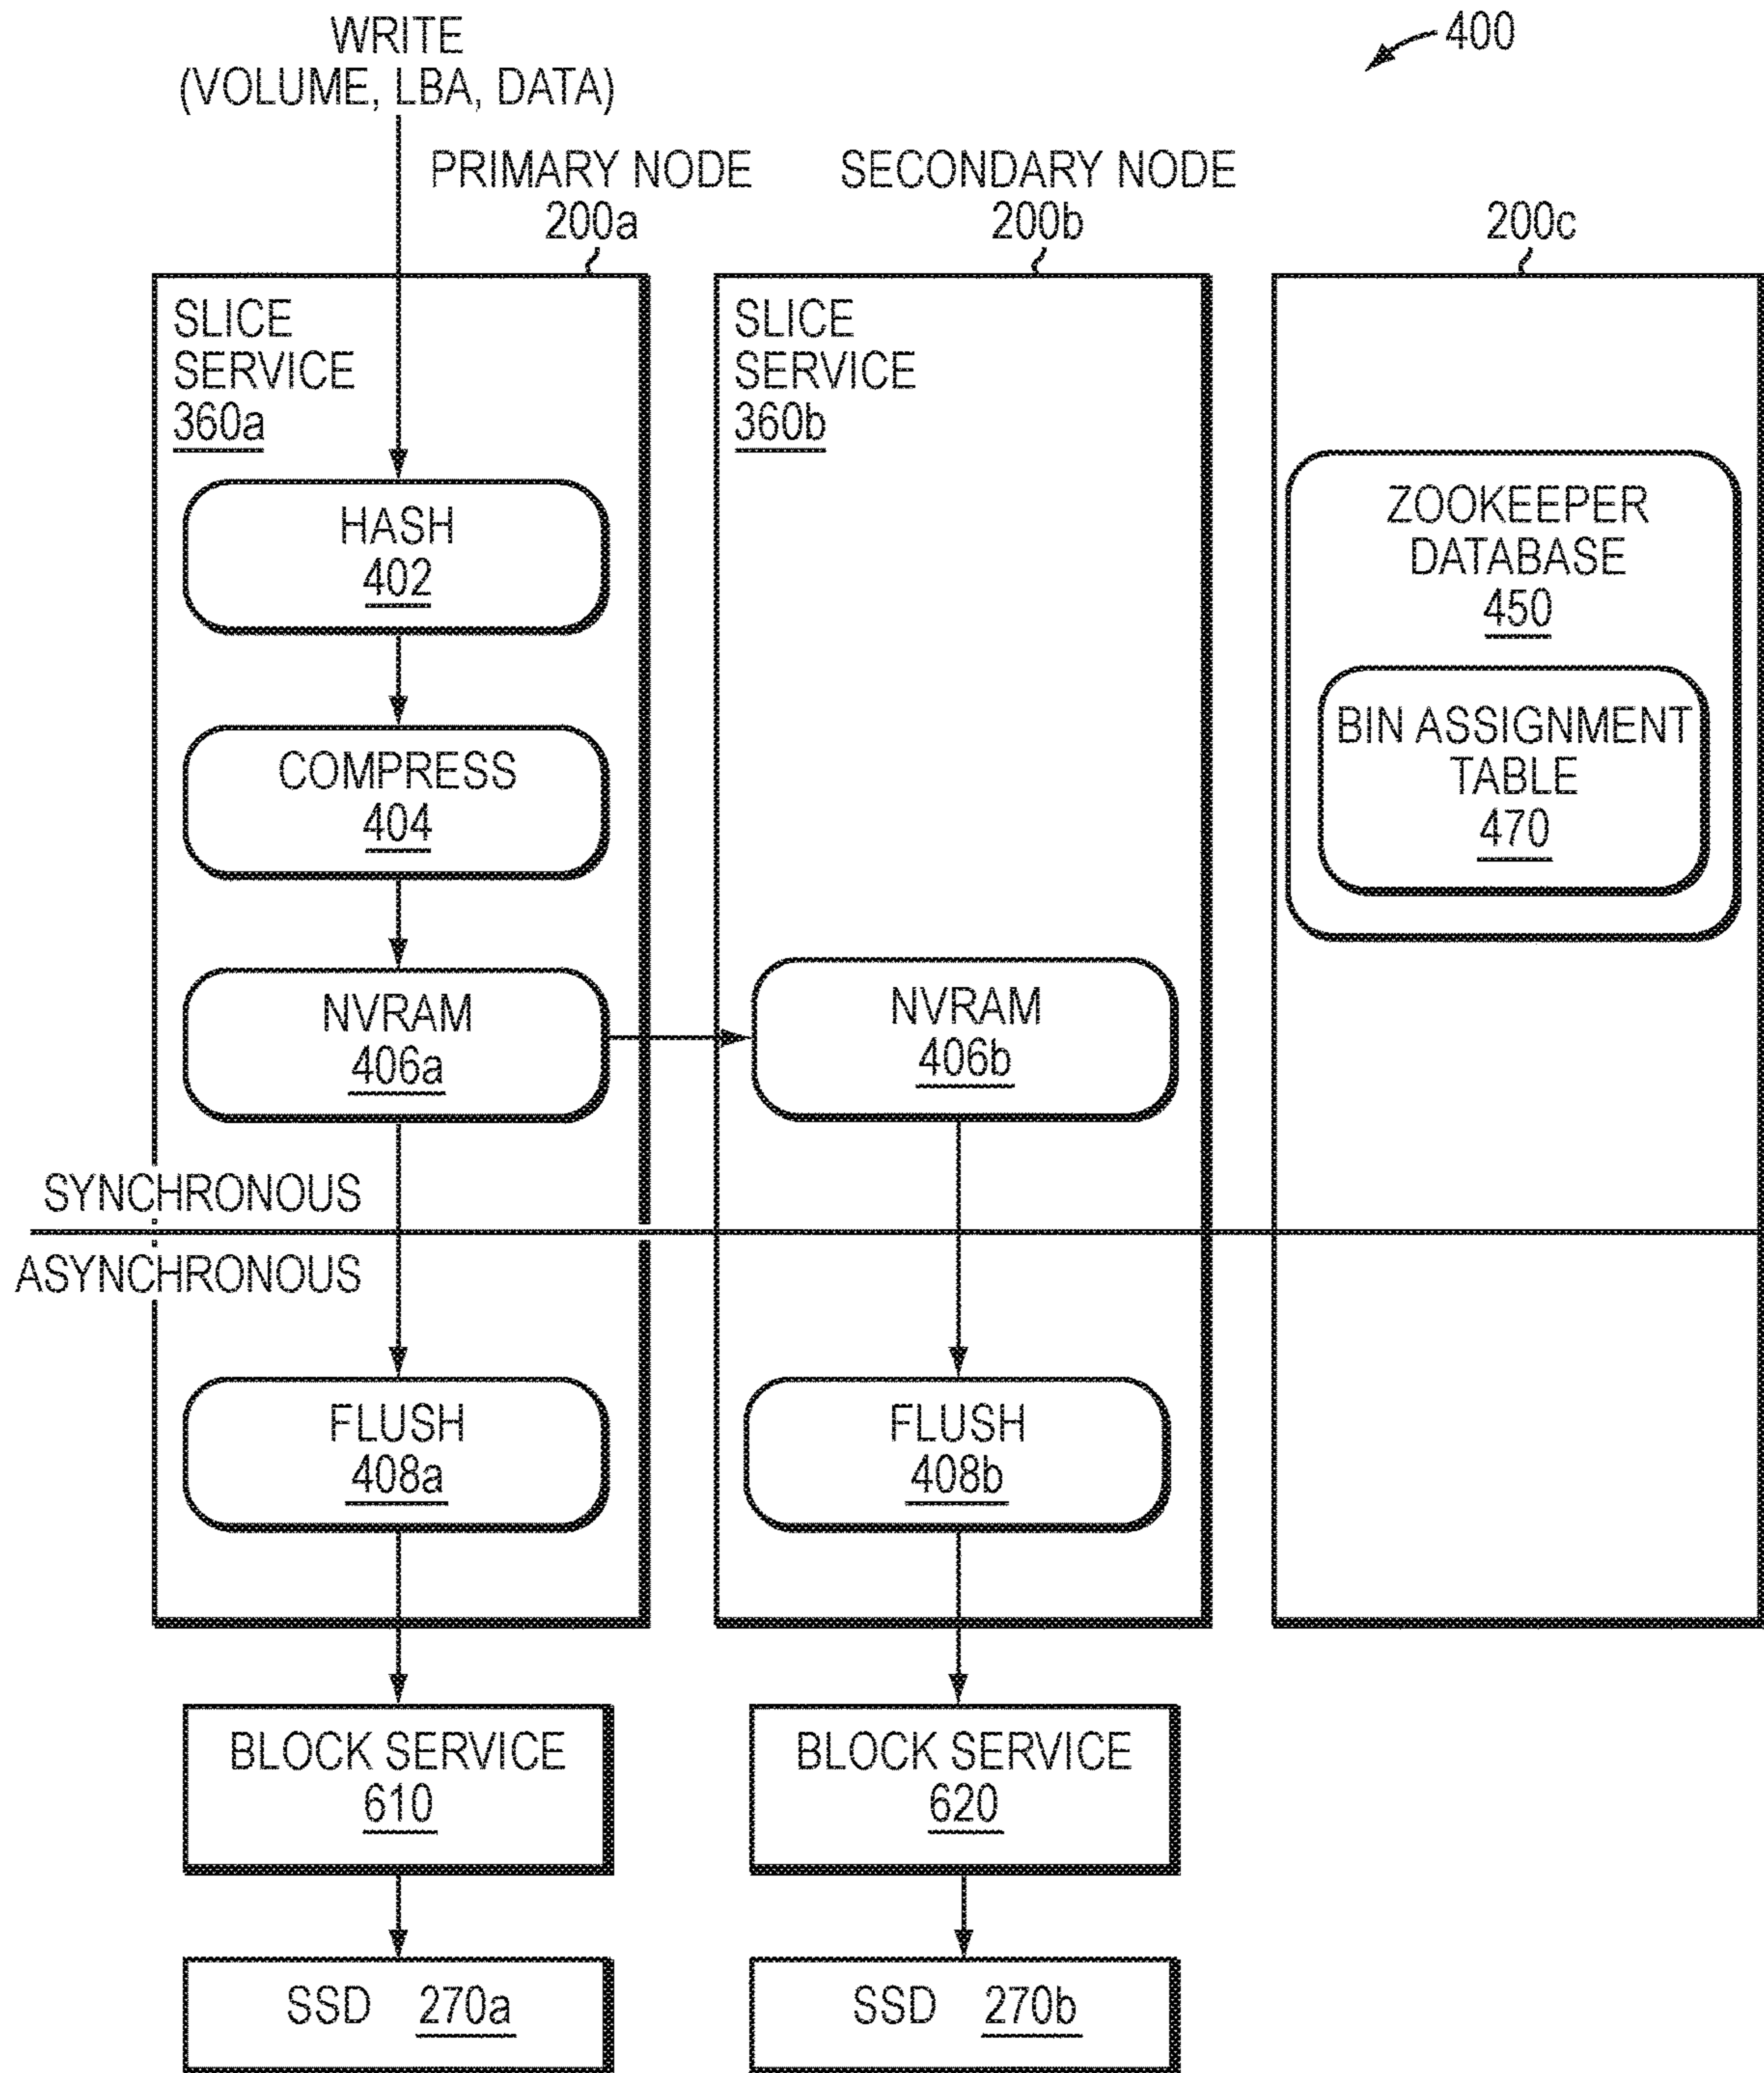 WRITE
(VOLUME, LBA, DATA)
400
PRIMARY NODE
200a
SECONDARY NODE
200b
200c
SLICE
SERVICE
360a
HASH
402
COMPRESS
404
NVRAM
406a
SLICE
SERVICE
360b
NVRAM
406b
ZOOKEEPER
DATABASE
450
BIN ASSIGNMENT
TABLE
470
SYNCHRONOUS
ASYNCHRONOUS
FLUSH
408a
FLUSH
408b
BLOCK SERVICE
610
BLOCK SERVICE
620
SSD 270a
SSD 270b